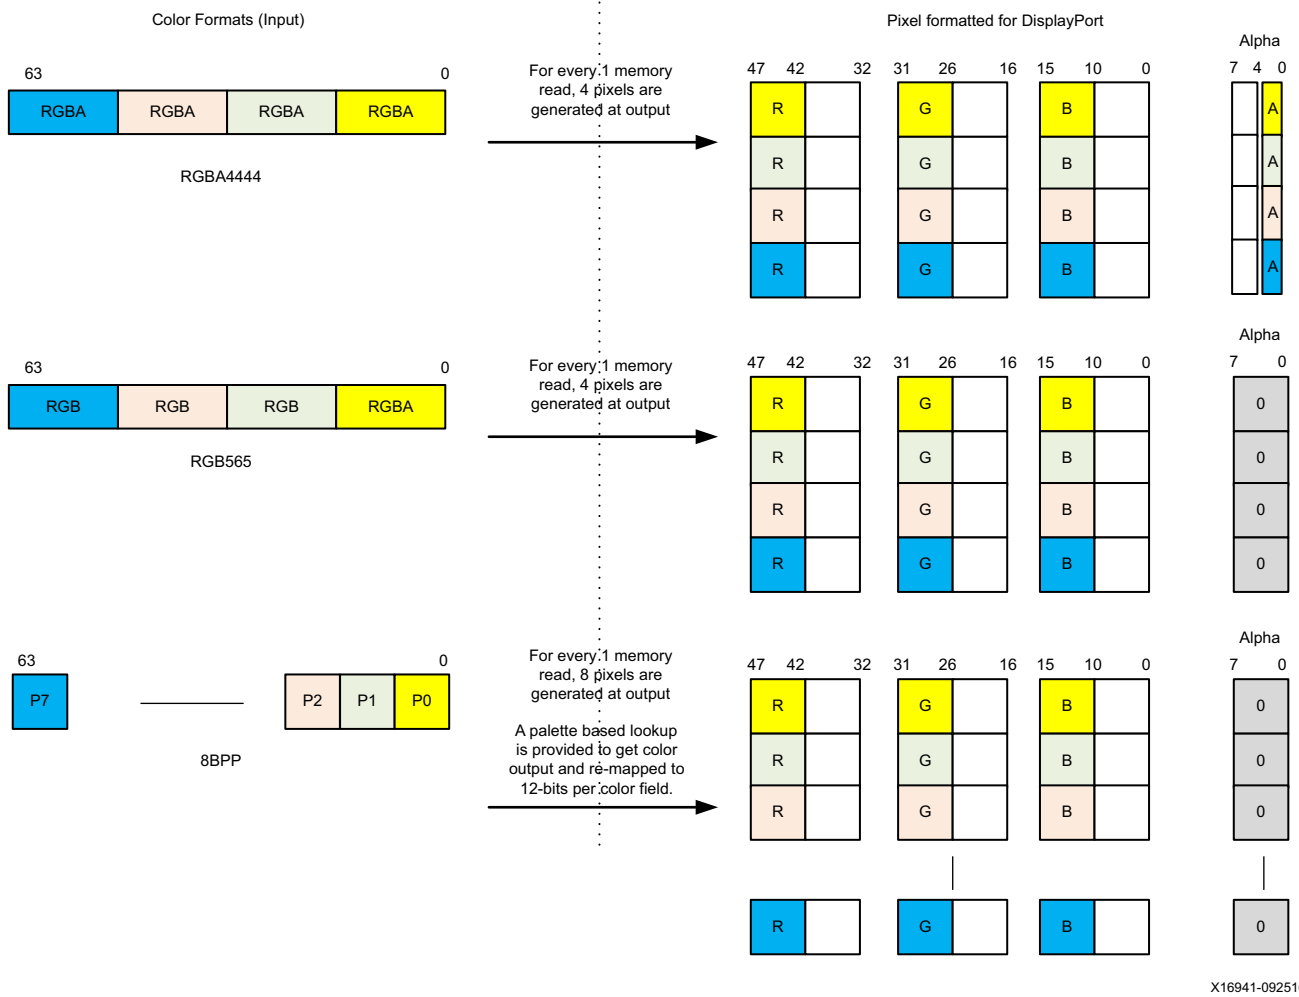 Color Formats (Input)
Pixel formatted for DisplayPort
Alpha
63 0
For every 1 memory
read, 4 pixels are
generated at output
47 42 32 31 26 16 15 10 0 7 4 0
RGBA RGBA RGBA RGBA
R G B A
R G B A
R G B A
R G B A
RGBA4444
Alpha
63 0
For every 1 memory
read, 4 pixels are
generated at output
47 42 32 31 26 16 15 10 0 7 0
RGB RGB RGB RGBA
R G B 0
R G B 0
R G B 0
R G B 0
RGB565
Alpha
63 0
For every 1 memory
read, 8 pixels are
generated at output
47 42 32 31 26 16 15 10 0 7 0
P7 P2 P1 P0
R G B 0
R G B 0
R G B 0
8BPP
A palette based lookup
is provided to get color
output and re-mapped to
12-bits per color field.
R G B 0